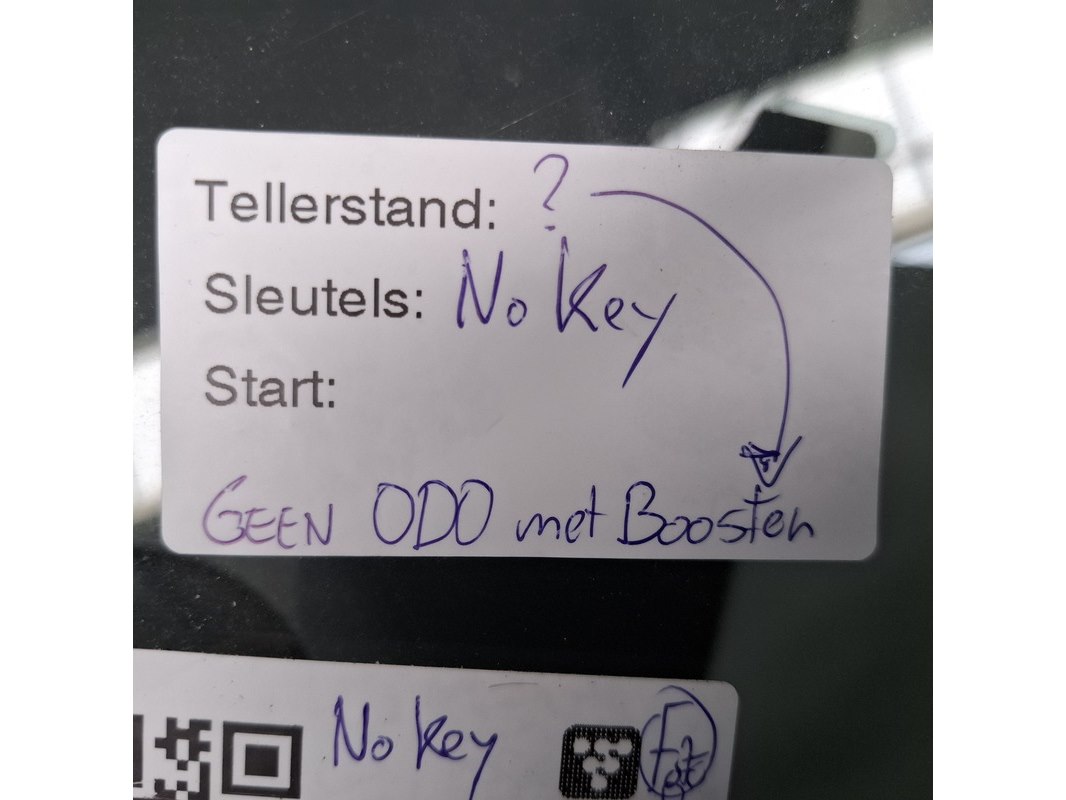 Tellerstand: ?
Sleutels: No key
Start:
GEEN ODO met Boosten
No key